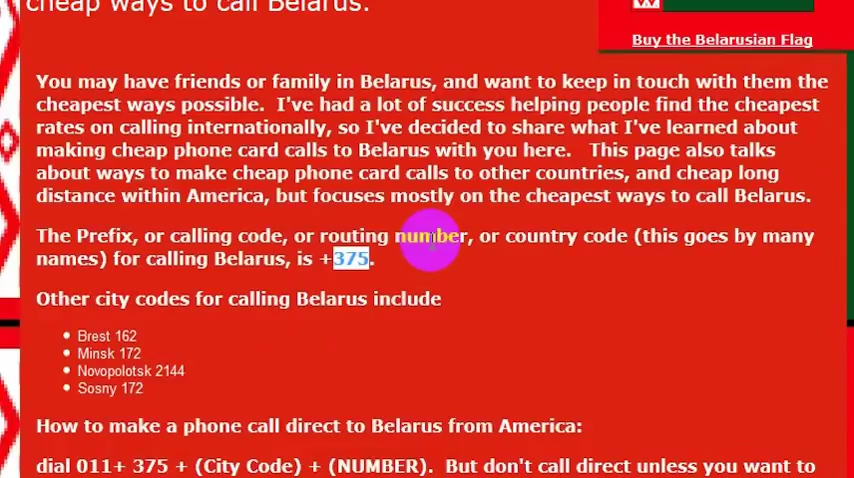 cheap ways to call Belarus.
Buy the Belarusian Flag
You may have friends or family in Belarus, and want to keep in touch with them the
cheapest ways possible.  I've had a lot of success helping people find the cheapest
rates on calling internationally, so I've decided to share what I've learned about
making cheap phone card calls to Belarus with you here.   This page also talks
about ways to make cheap phone card calls to other countries, and cheap long
distance within America, but focuses mostly on the cheapest ways to call Belarus.
The Prefix, or calling code, or routing number, or country code (this goes by many
names) for calling Belarus, is +375.
Other city codes for calling Belarus include
Brest 162
Minsk 172
Novopolotsk 2144
Sosny 172
How to make a phone call direct to Belarus from America:
dial 011+ 375 + (City Code) + (NUMBER).  But don't call direct unless you want to